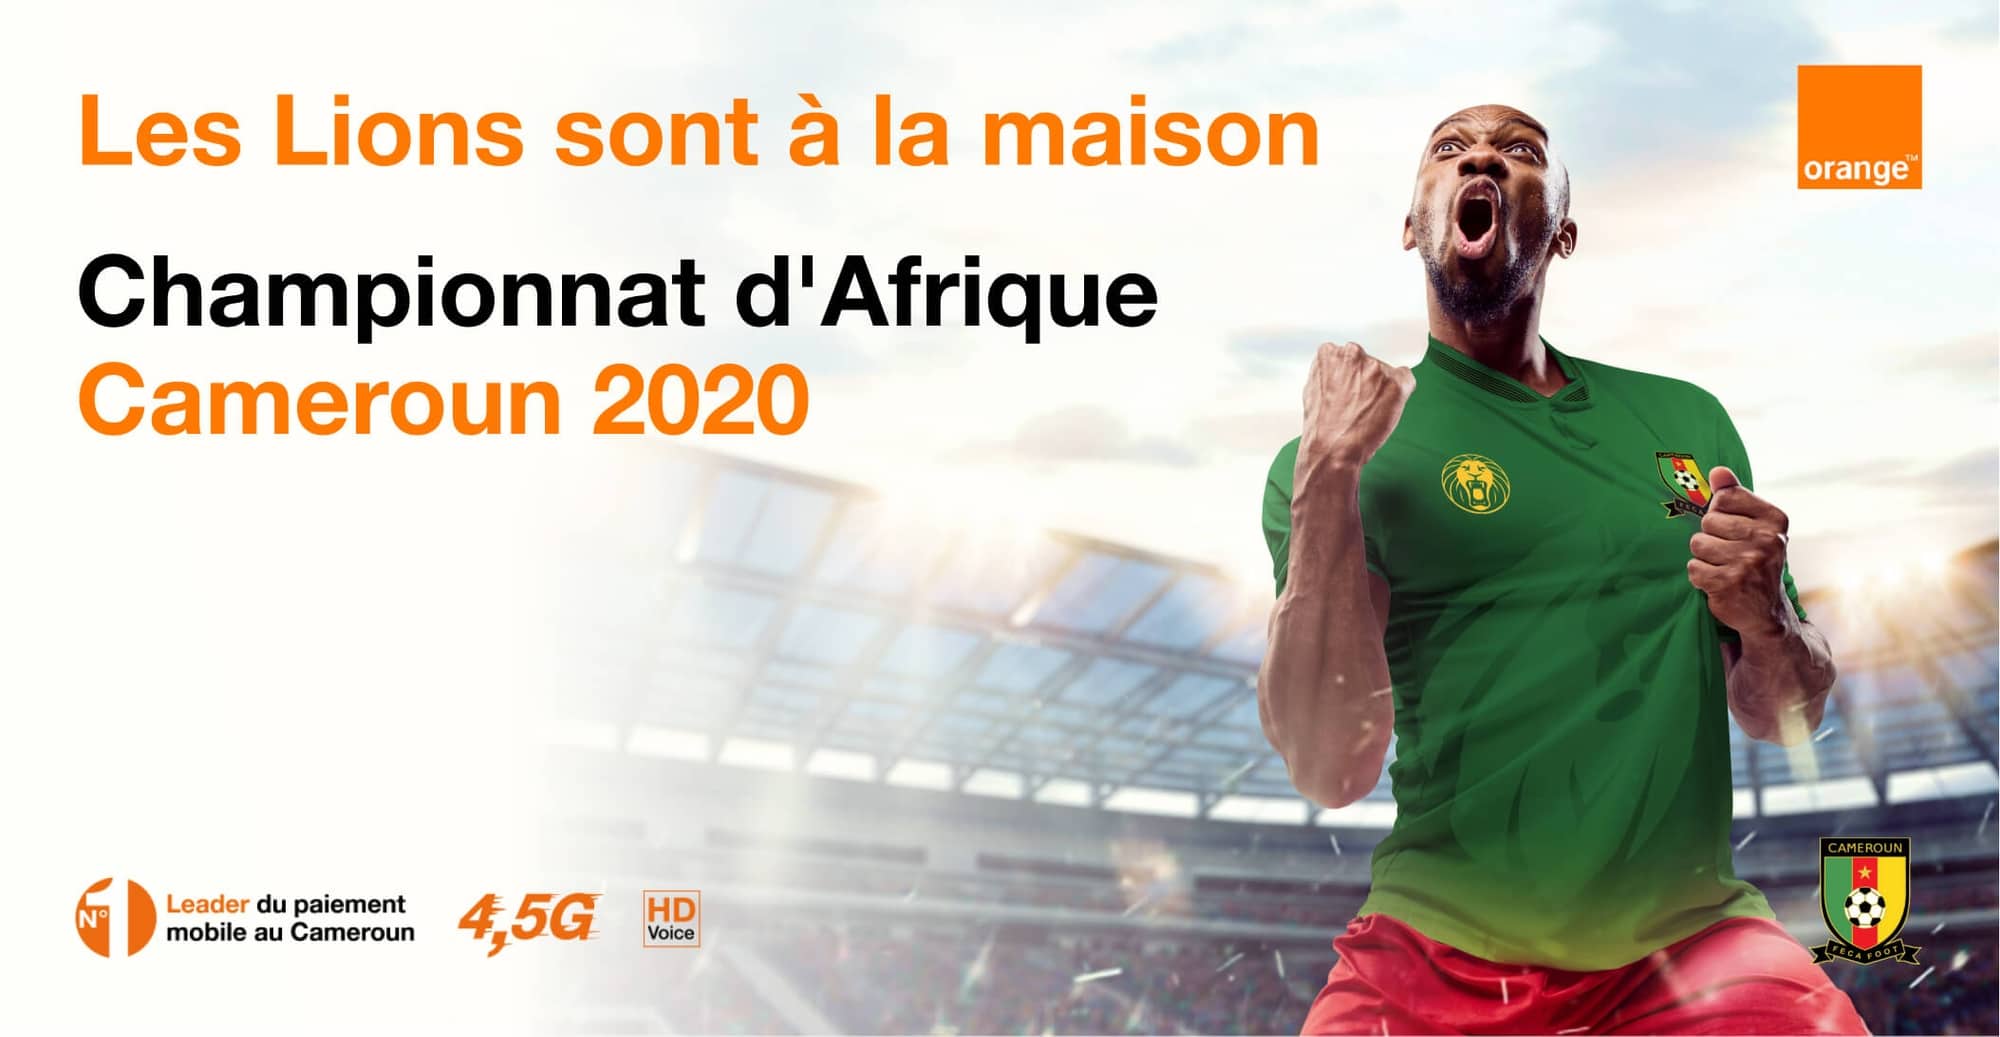 Les Lions sont à la maison
orange™
Championnat d'Afrique
Cameroun 2020
N°1
Leader du paiement
mobile au Cameroun
4,5G
HD
Voice
CAMEROUN
FECA FOOT